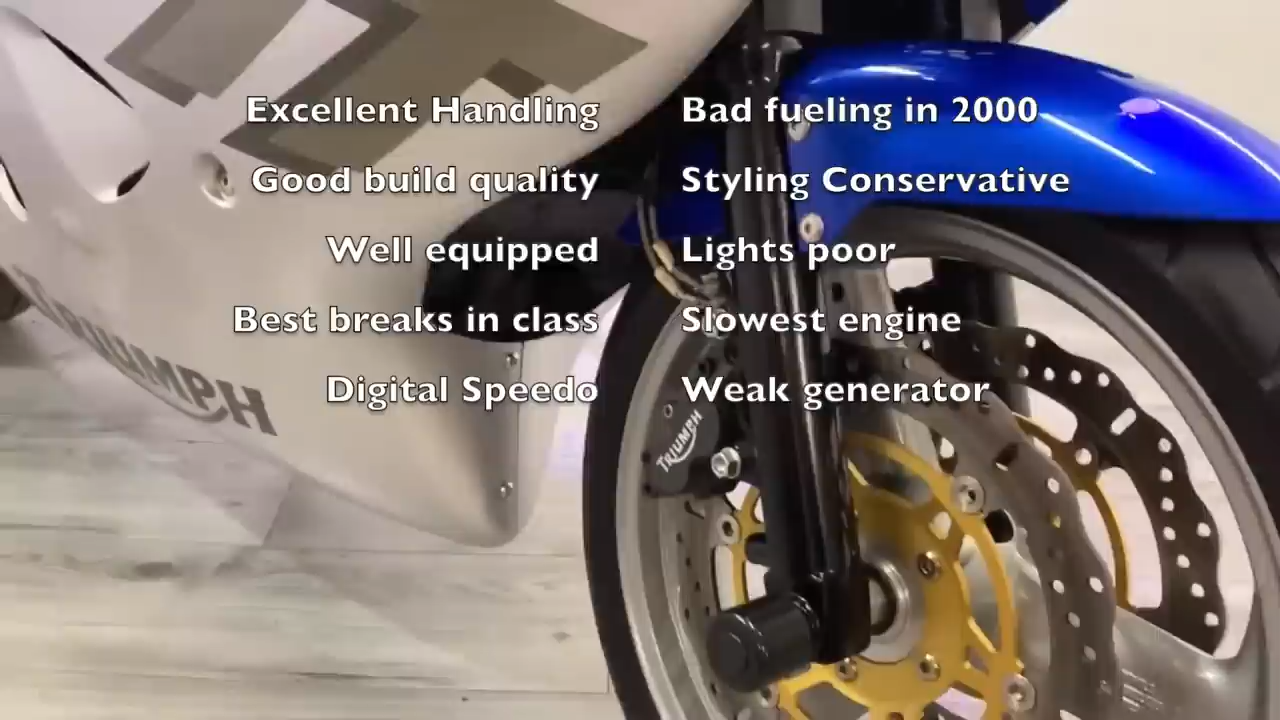 Excellent Handling
Good build quality
Well equipped
Best breaks in class
Digital Speedo
Bad fueling in 2000
Styling Conservative
Lights poor
Slowest engine
Weak generator
TRIUMPH
TRIUMPH